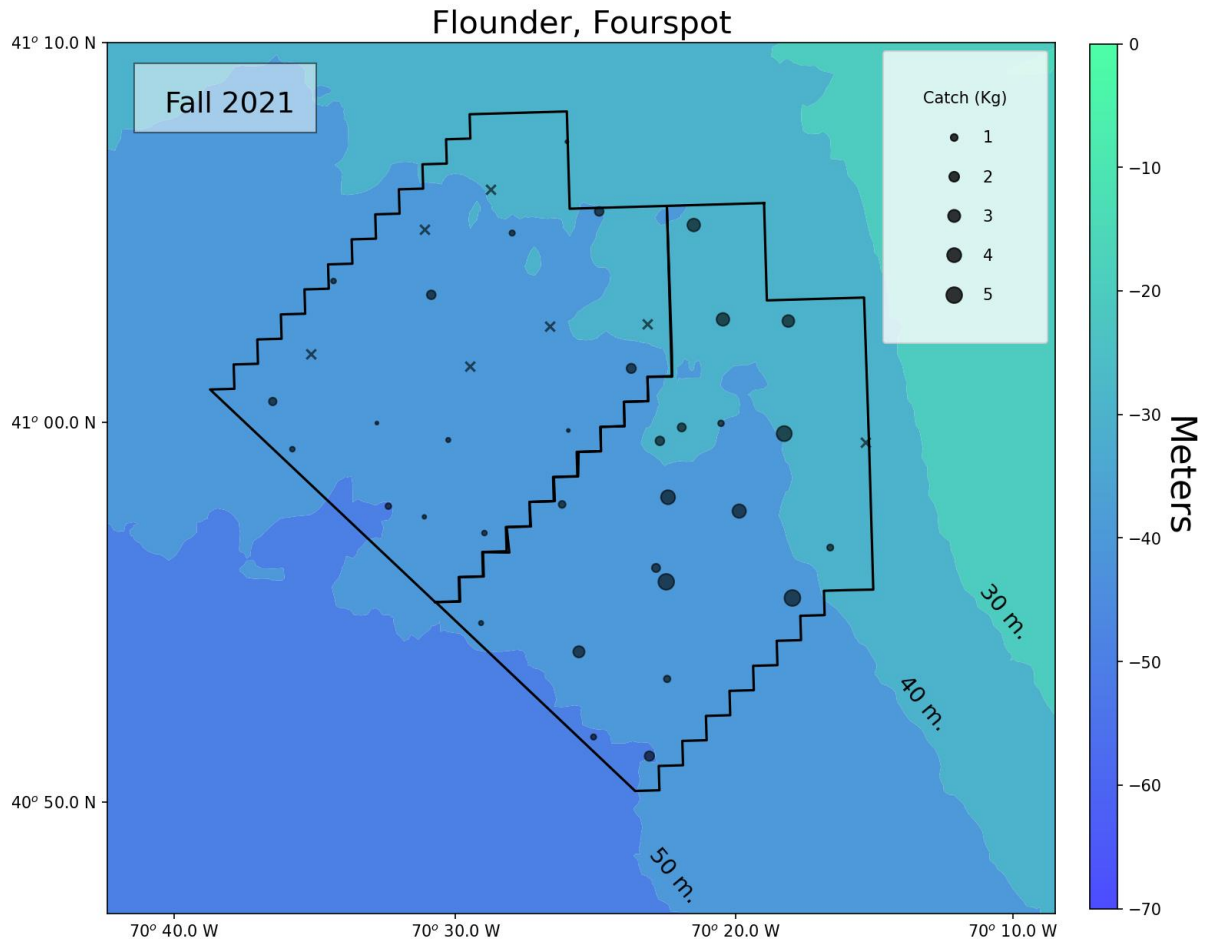 Flounder, Fourspot
41° 10.0 N
Fall 2021
Catch (Kg)
1
2
3
4
5
0
−10
−20
−30
−40
−50
−60
−70
Meters
41° 00.0 N
40° 50.0 N
30 m.
40 m.
50 m.
70° 40.0 W
70° 30.0 W
70° 20.0 W
70° 10.0 W